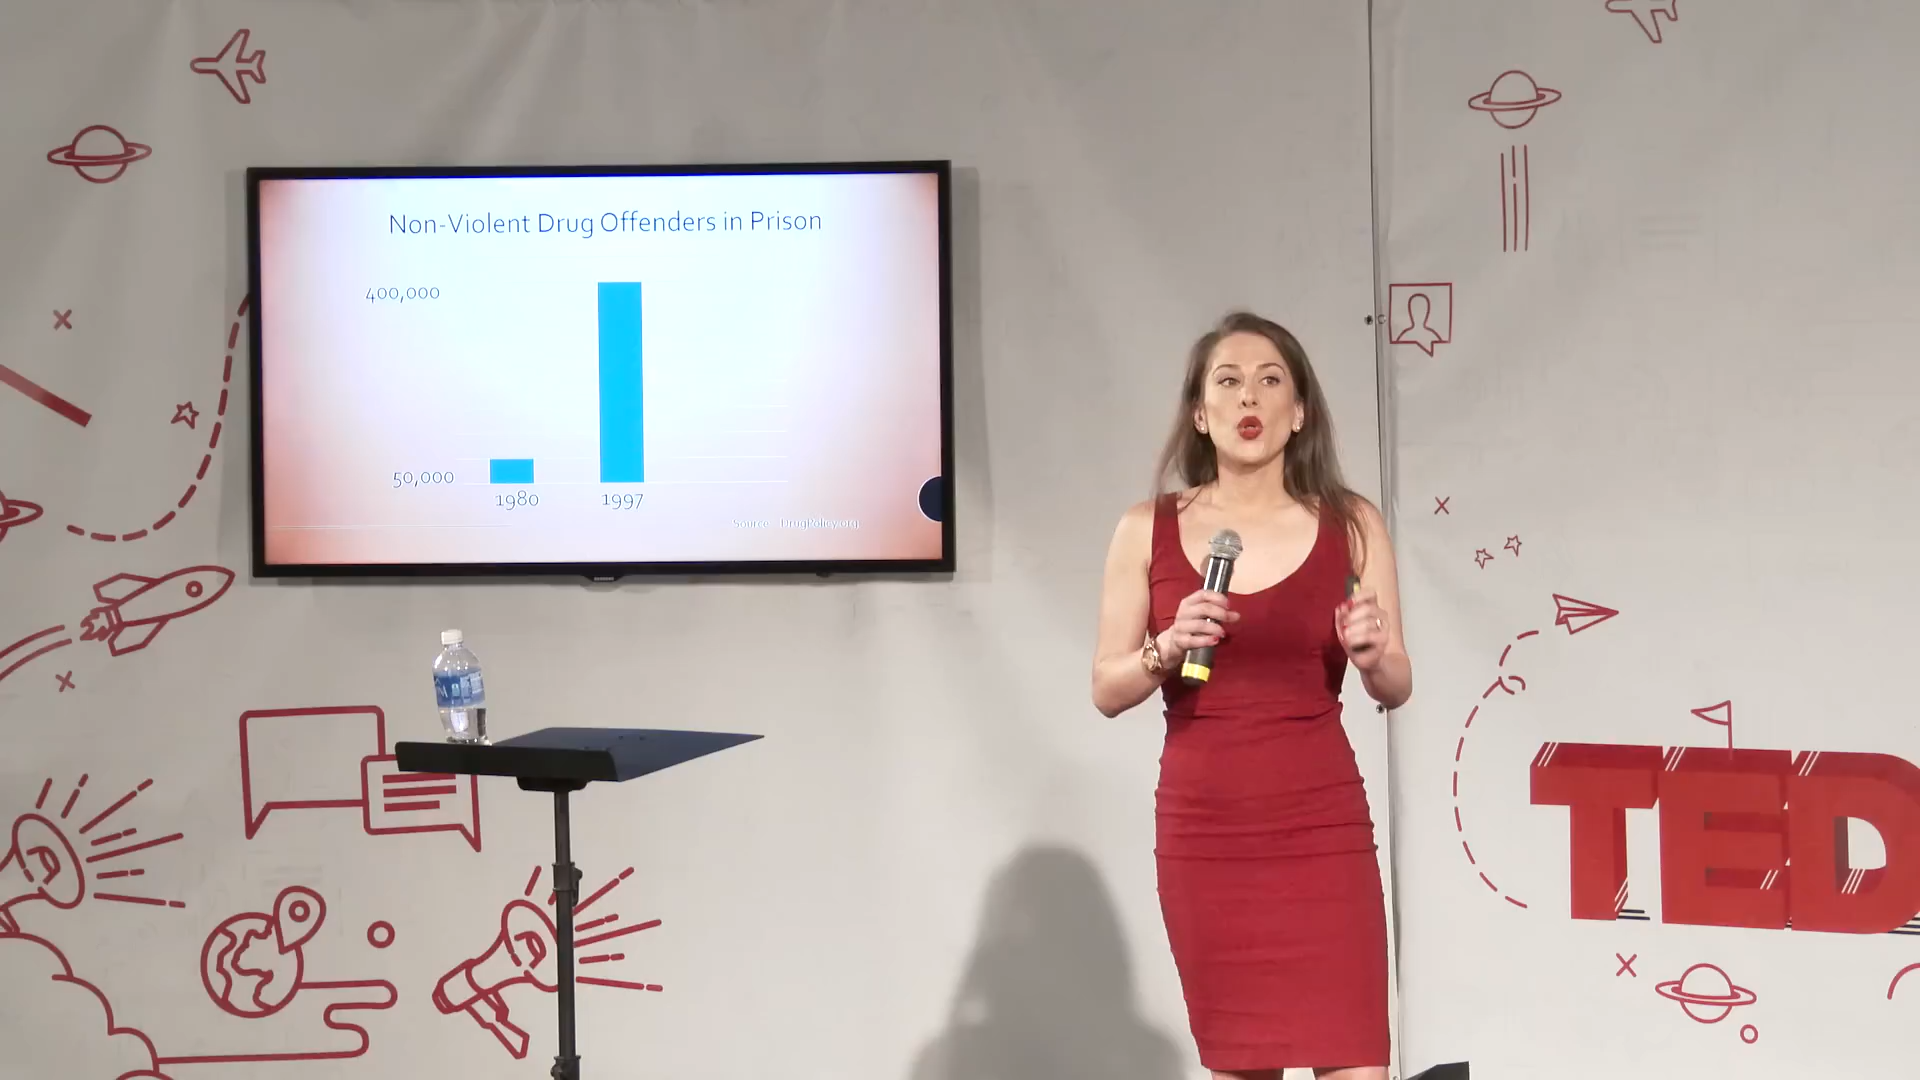 Non-Violent Drug Offenders in Prison
400,000
50,000
1980 1997
Source: DrugPolicy.org
TED